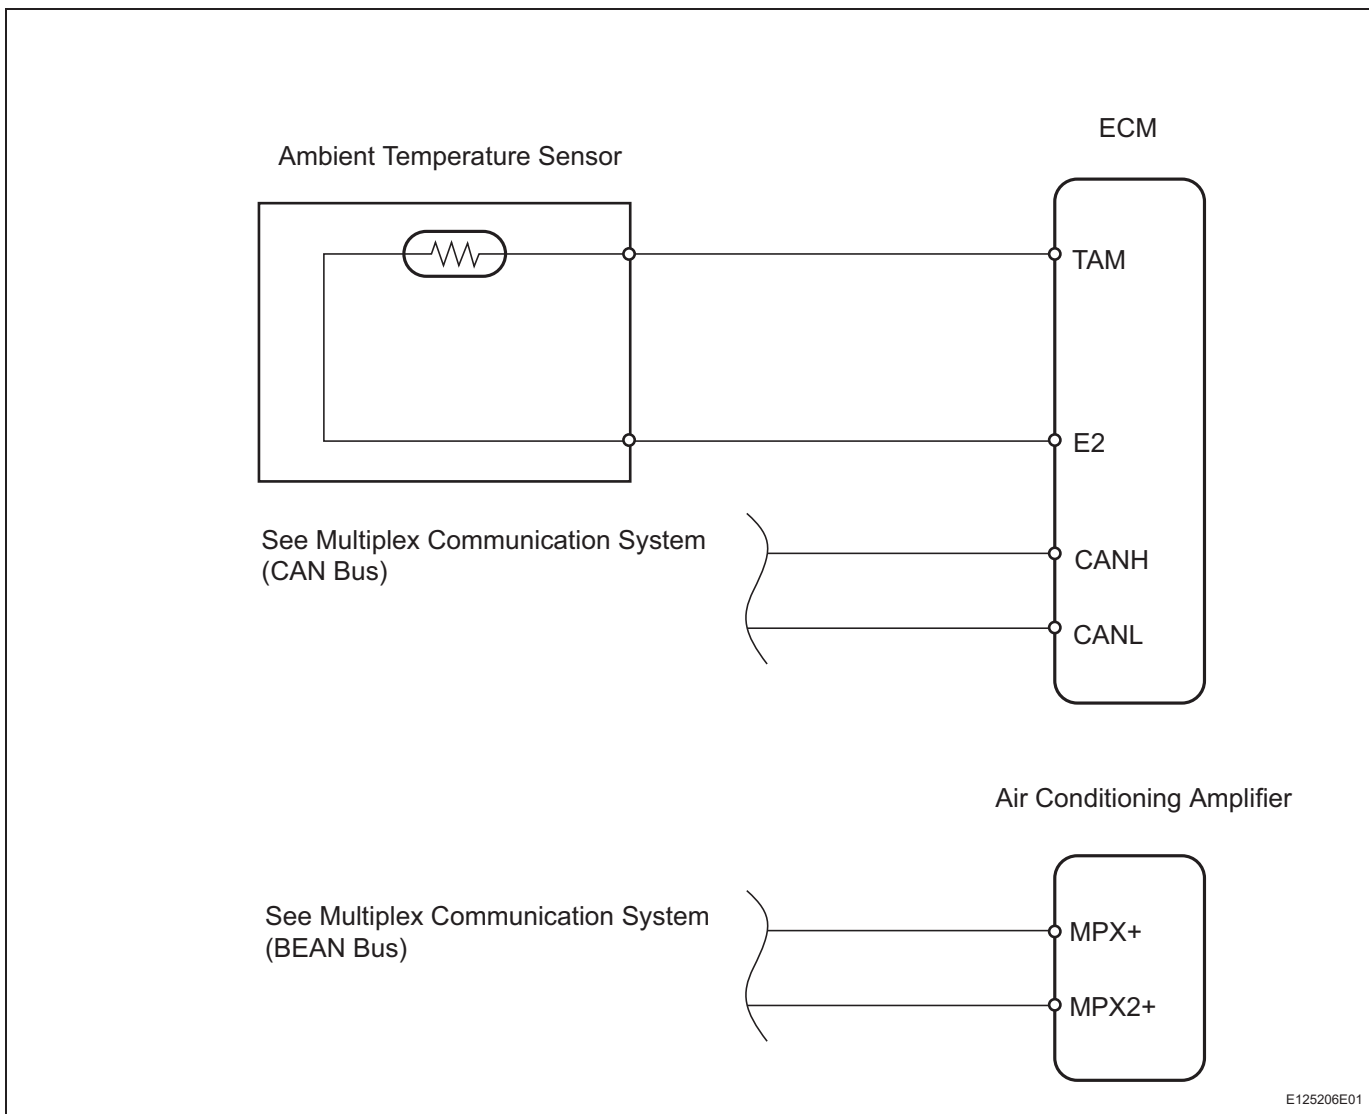 ECM
Ambient Temperature Sensor
TAM
E2
See Multiplex Communication System
(CAN Bus)
CANH
CANL
Air Conditioning Amplifier
See Multiplex Communication System
(BEAN Bus)
MPX+
MPX2+
E125206E01